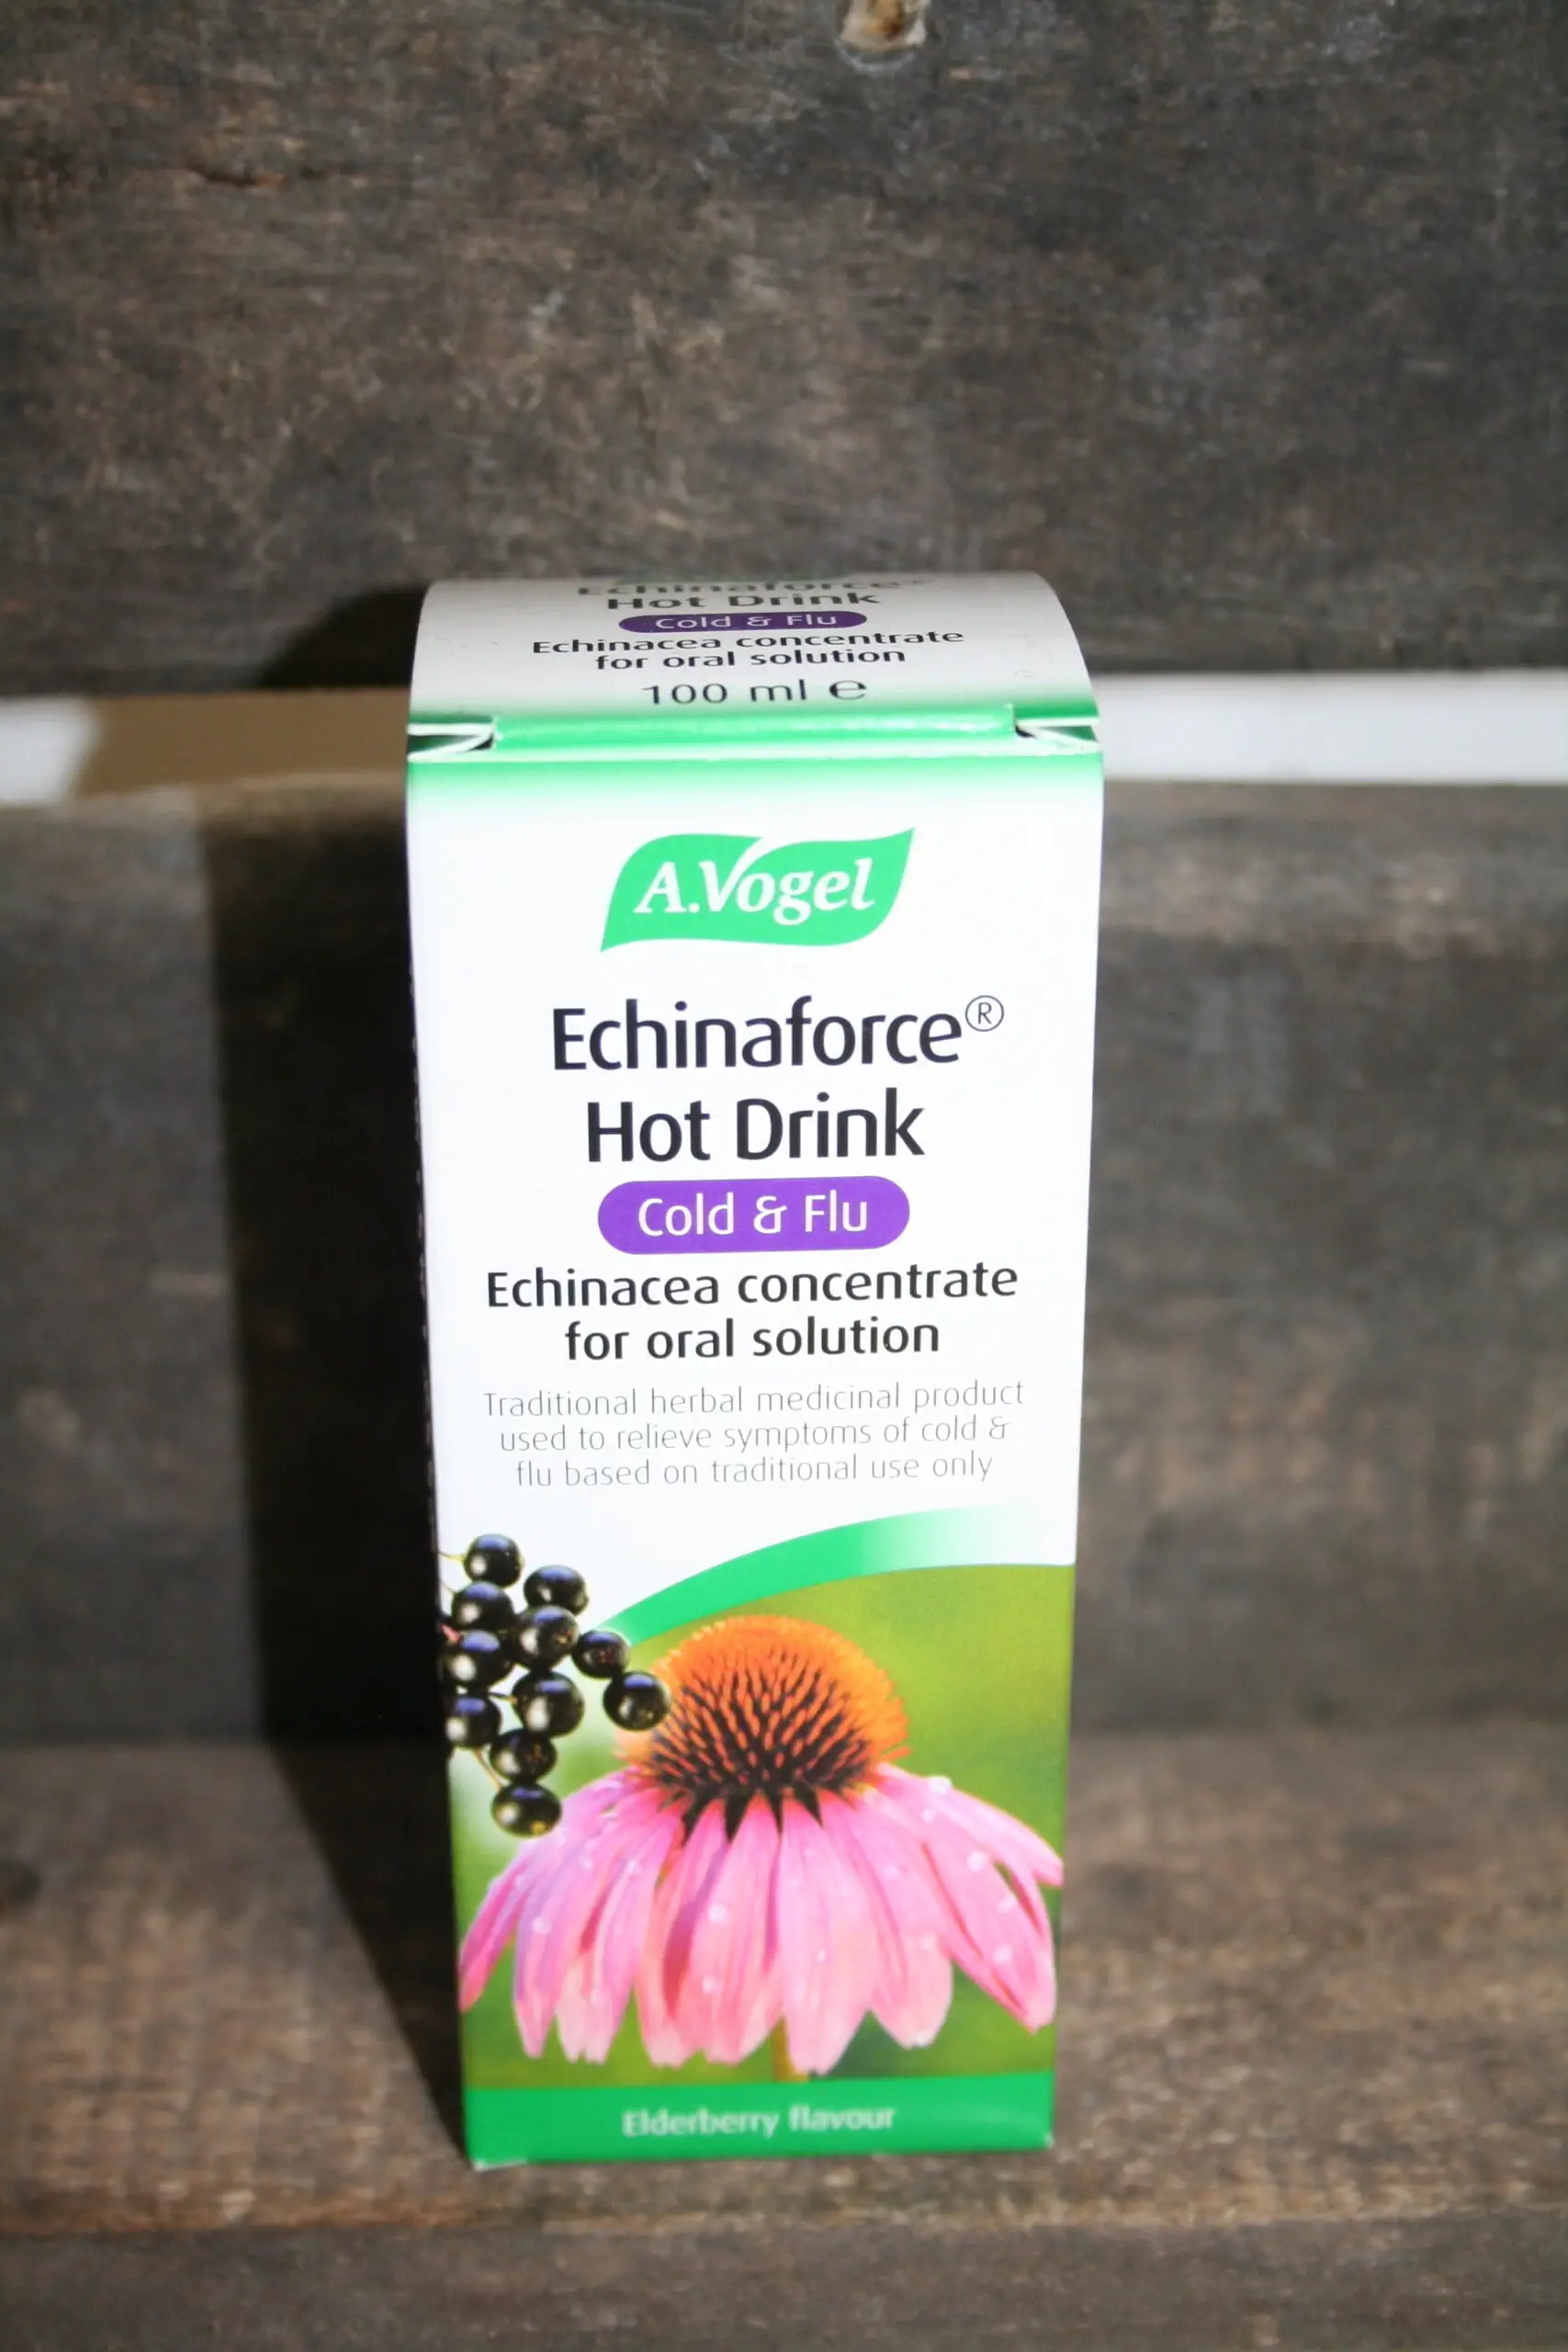 Echinaforce®
Hot Drink
Cold & Flu
Echinacea concentrate
for oral solution
100 ml ℮
A.Vogel
Echinaforce®
Hot Drink
Cold & Flu
Echinacea concentrate
for oral solution
Traditional herbal medicinal product
used to relieve symptoms of cold &
flu based on traditional use only
Elderberry flavour